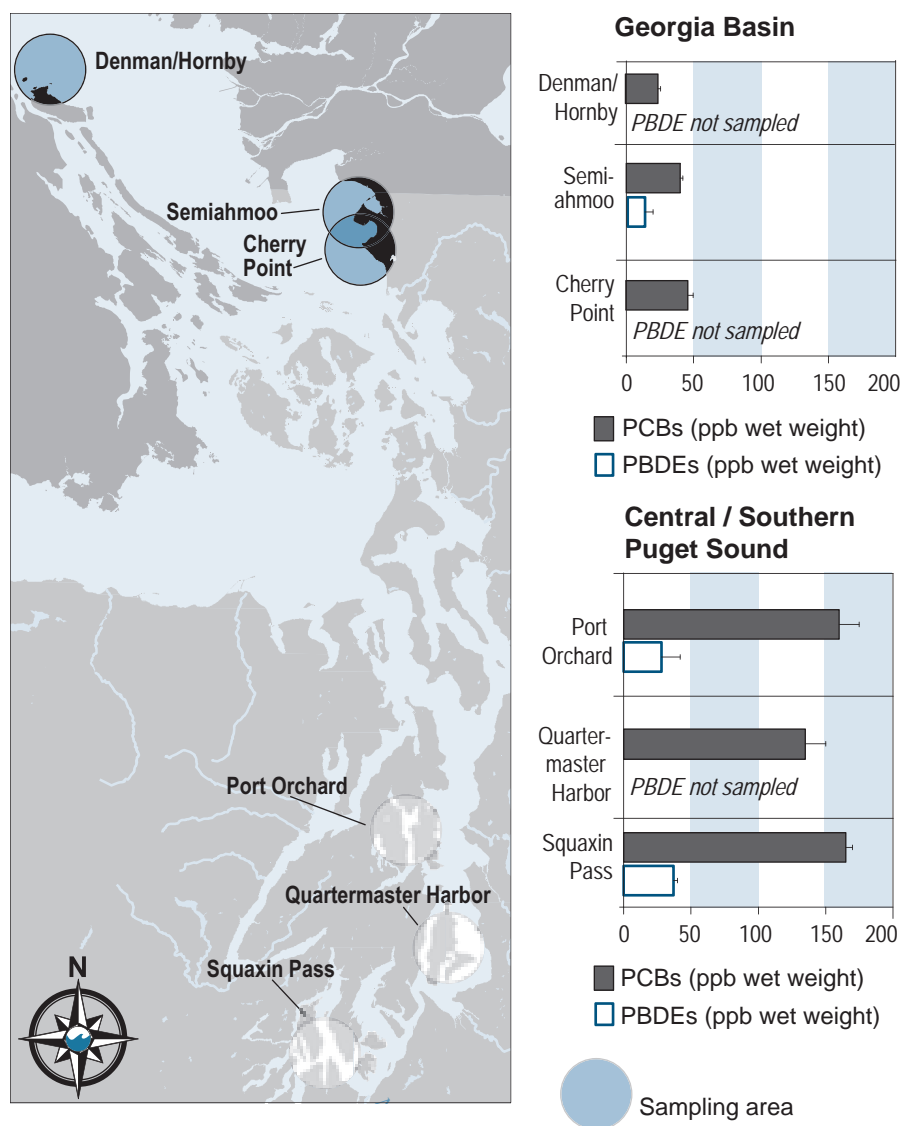 Denman/Hornby
Semiahmoo
Cherry
Point
Port Orchard
Quartermaster Harbor
Squaxin Pass
N
Georgia Basin
Denman/
Hornby
PBDE not sampled
Semi-
ahmoo
Cherry
Point
PBDE not sampled
0 50 100 150 200
PCBs (ppb wet weight)
PBDEs (ppb wet weight)
Central / Southern
Puget Sound
Port
Orchard
Quarter-
master
Harbor
PBDE not sampled
Squaxin
Pass
0 50 100 150 200
PCBs (ppb wet weight)
PBDEs (ppb wet weight)
Sampling area